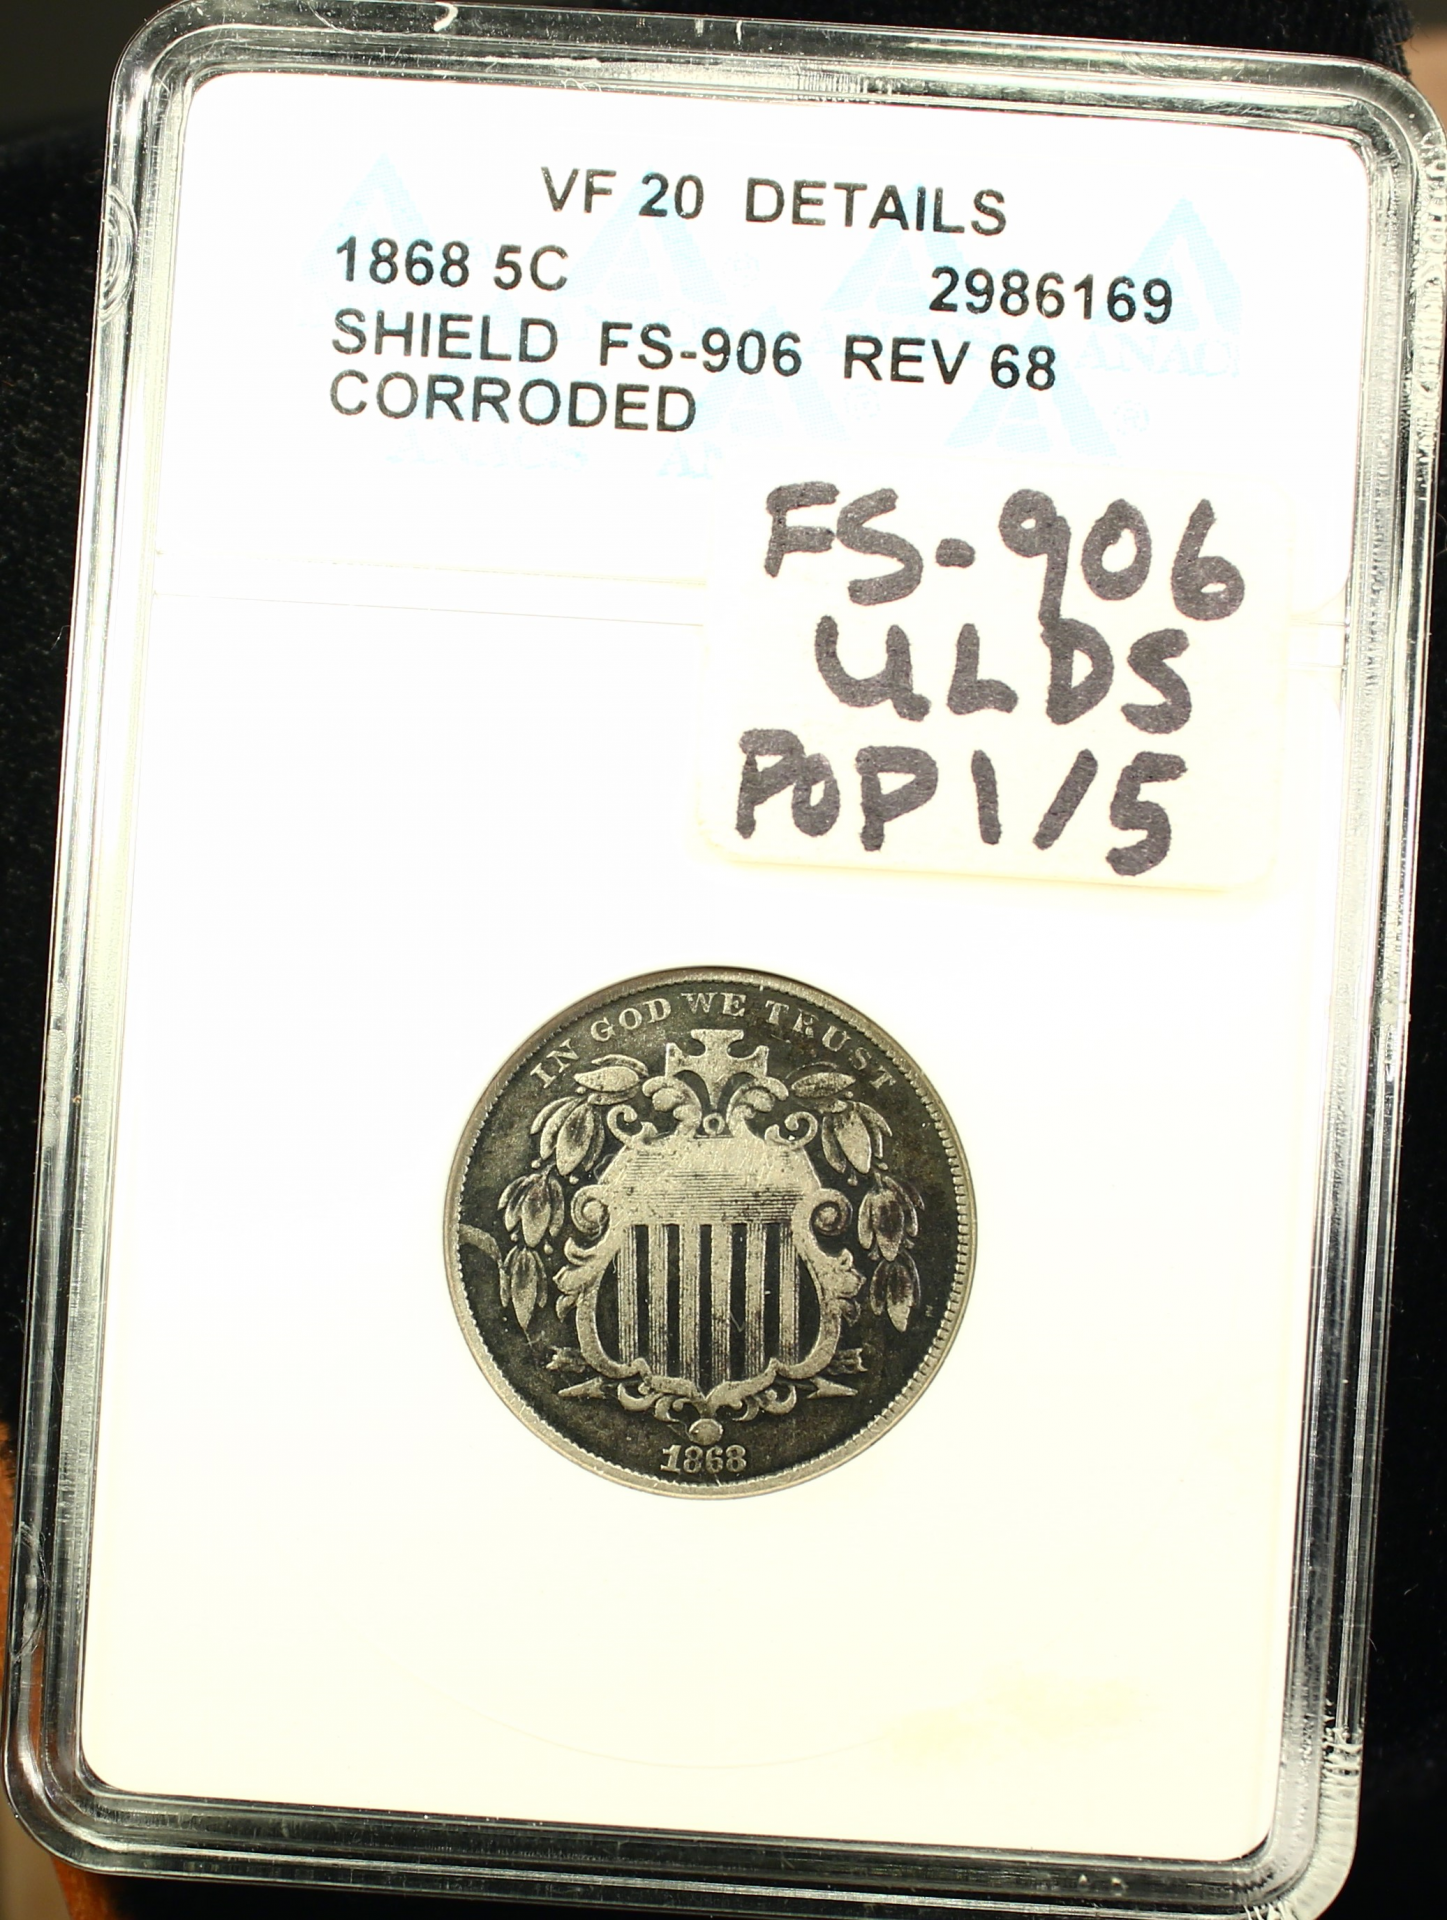 VF 20 DETAILS
1868 5C 2986169
SHIELD FS-906 REV 68
CORRODED
FS-906
ULDS
POP 1/5
IN GOD WE TRUST
1868